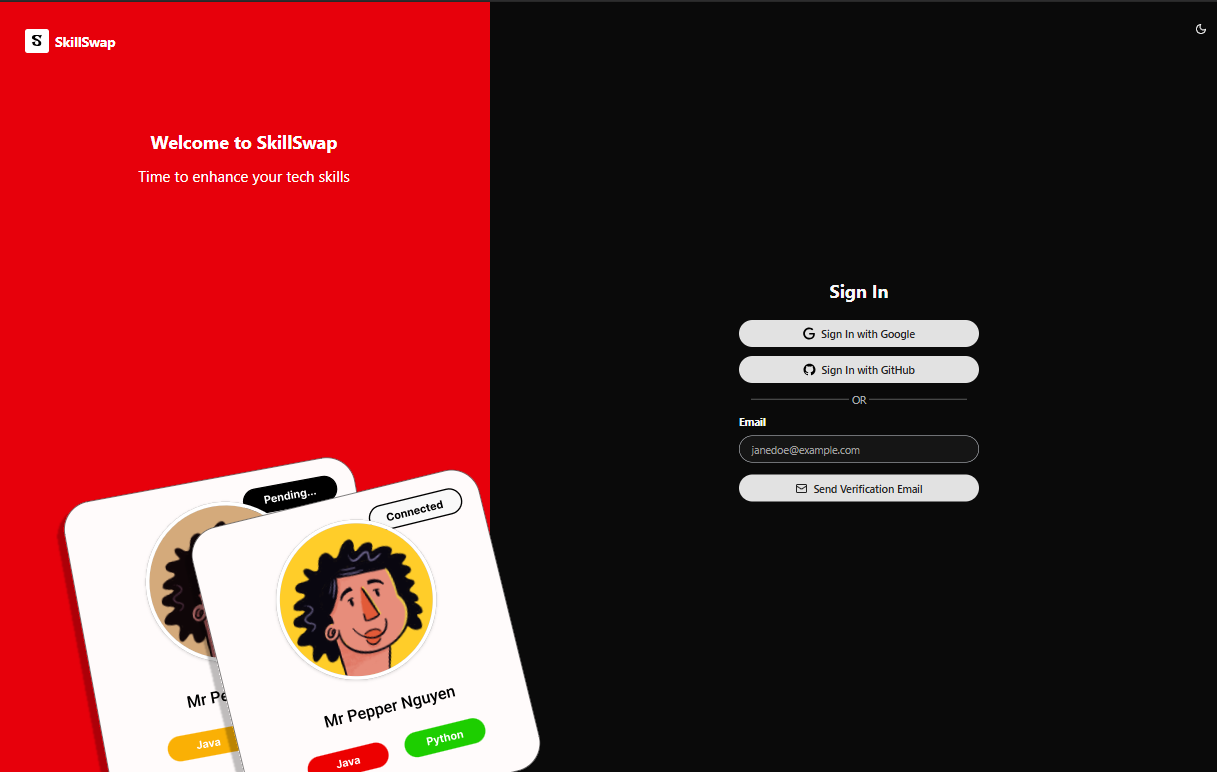 S SkillSwap
Welcome to SkillSwap
Time to enhance your tech skills
Pending...
Connected
Mr Pe
Mr Pepper Nguyen
Java
Java
Python
Sign In
G Sign In with Google
Sign In with GitHub
OR
Email
janedoe@example.com
Send Verification Email